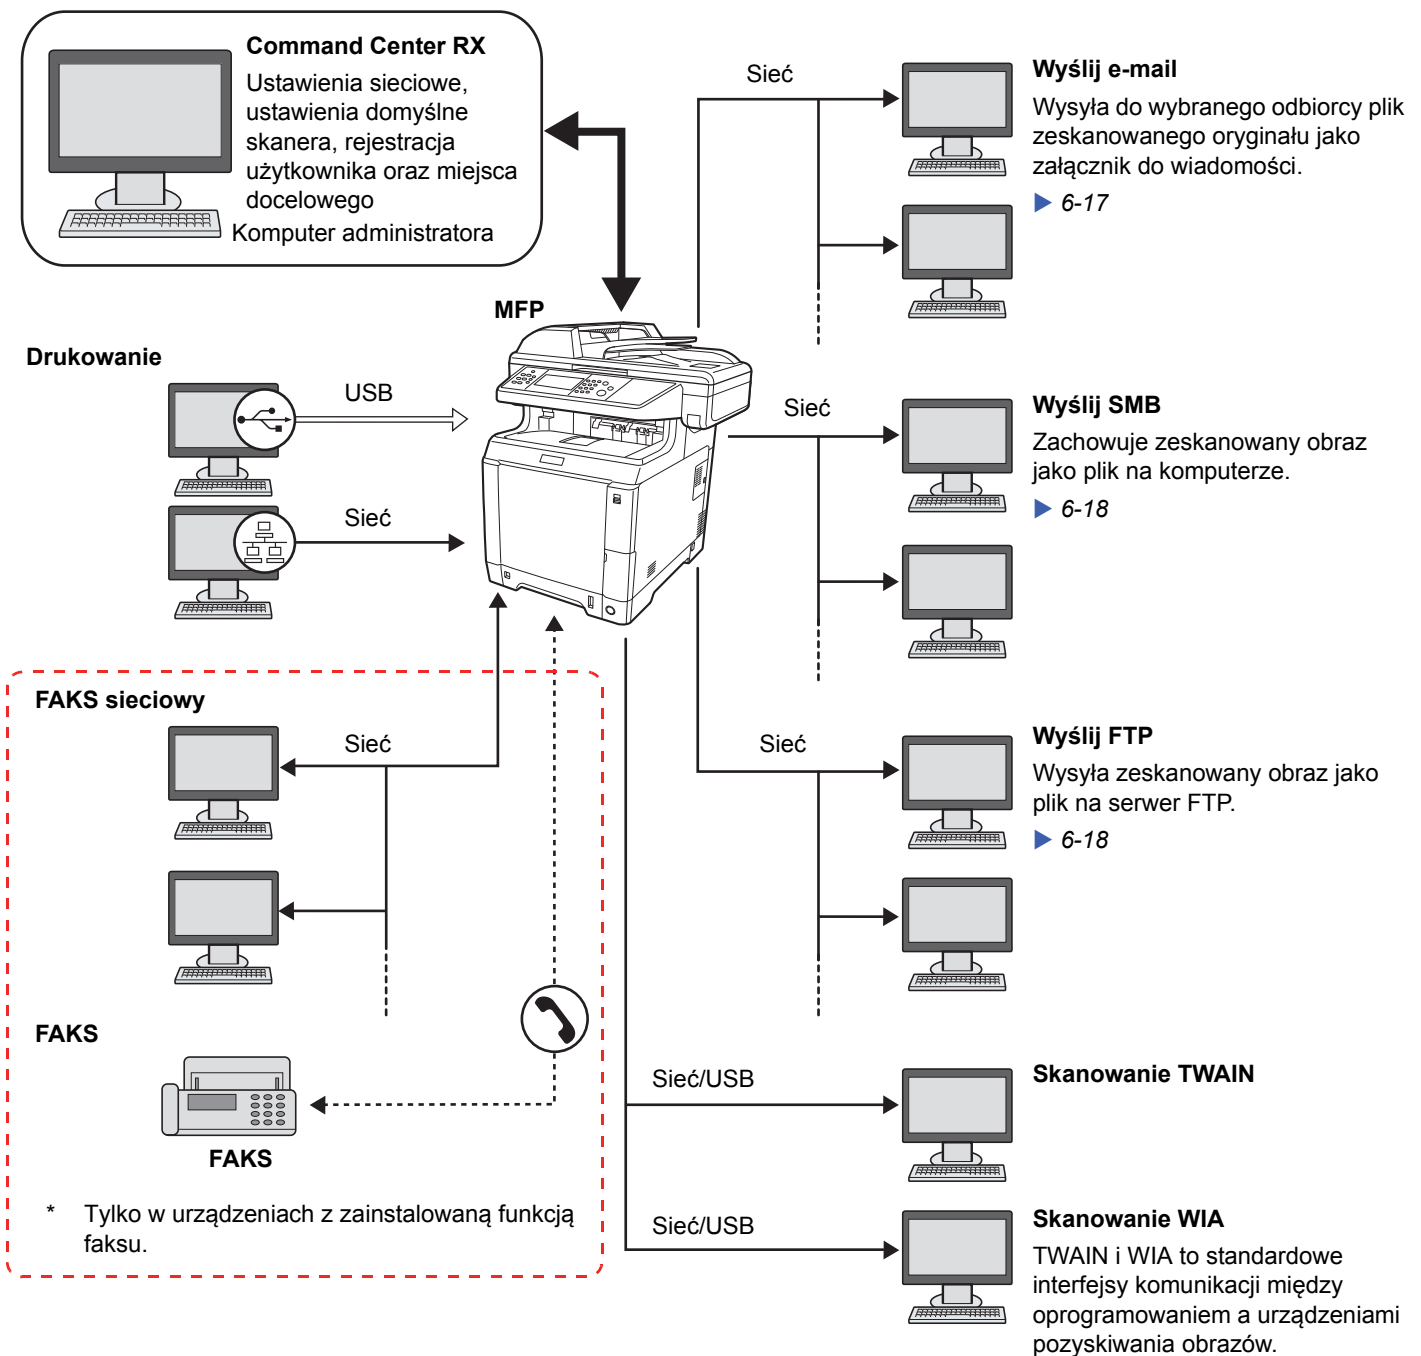 Command Center RX
Ustawienia sieciowe,
ustawienia domyślne
skanera, rejestracja
użytkownika oraz miejsca
docelowego
Komputer administratora
MFP
Drukowanie
USB
Sieć
FAKS sieciowy
Sieć
FAKS
FAKS
* Tylko w urządzeniach z zainstalowaną funkcją
faksu.
Sieć
Wyślij e-mail
Wysyła do wybranego odbiorcy plik
zeskanowanego oryginału jako
załącznik do wiadomości.
6-17
Sieć
Wyślij SMB
Zachowuje zeskanowany obraz
jako plik na komputerze.
6-18
Sieć
Wyślij FTP
Wysyła zeskanowany obraz jako
plik na serwer FTP.
6-18
Sieć/USB
Skanowanie TWAIN
Sieć/USB
Skanowanie WIA
TWAIN i WIA to standardowe
interfejsy komunikacji między
oprogramowaniem a urządzeniami
pozyskiwania obrazów.